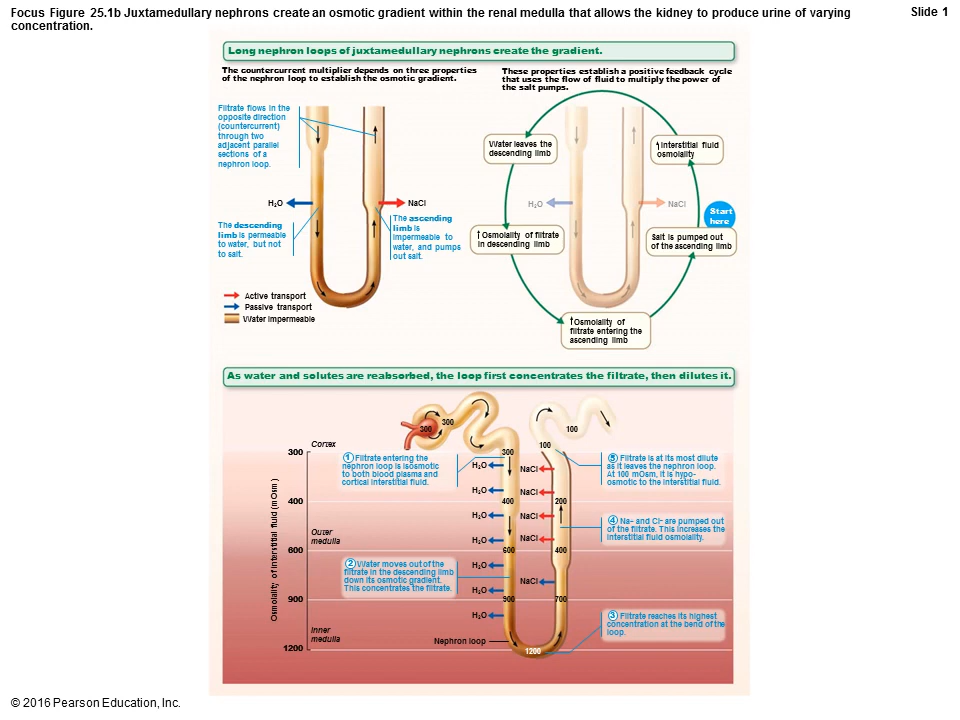 Focus Figure 25.1b Juxtamedullary nephrons create an osmotic gradient within the renal medulla that allows the kidney to produce urine of varying
concentration.
Slide 1
Long nephron loops of juxtamedullary nephrons create the gradient.
The countercurrent multiplier depends on three properties
of the nephron loop to establish the osmotic gradient.
These properties establish a positive feedback cycle
that uses the flow of fluid to multiply the power of
the salt pumps.
Filtrate flows in the
opposite direction
(countercurrent)
through two
adjacent parallel
sections of a
nephron loop.
H₂O
NaCl
The descending
limb is permeable
to water, but not
to salt.
The ascending
limb is
impermeable to
water, and pumps
out salt.
Active transport
Passive transport
Water impermeable
Water leaves the
descending limb
↑Interstitial fluid
osmolality
H₂O
NaCl
Start
here
↑Osmolality of filtrate
in descending limb
Salt is pumped out
of the ascending limb
↑Osmolality of
filtrate entering the
ascending limb
As water and solutes are reabsorbed, the loop first concentrates the filtrate, then dilutes it.
300
300
100
Cortex
300
300
100
① Filtrate entering the
nephron loop is isosmotic
to both blood plasma and
cortical interstitial fluid.
H₂O
NaCl
⑤ Filtrate is at its most dilute
as it leaves the nephron loop.
At 100 mOsm, it is hypo-
osmotic to the interstitial fluid.
H₂O
NaCl
400
400
200
Osmolality of interstitial fluid (mOsm)
H₂O
NaCl
④ Na- and Cl- are pumped out
of the filtrate. This increases the
interstitial fluid osmolality.
Outer
medulla
H₂O
NaCl
600
600
400
② Water moves out of the
filtrate in the descending limb
down its osmotic gradient.
This concentrates the filtrate.
H₂O
NaCl
H₂O
900
900
700
H₂O
③ Filtrate reaches its highest
concentration at the bend of the
loop.
Inner
medulla
Nephron loop
1200
1200
© 2016 Pearson Education, Inc.